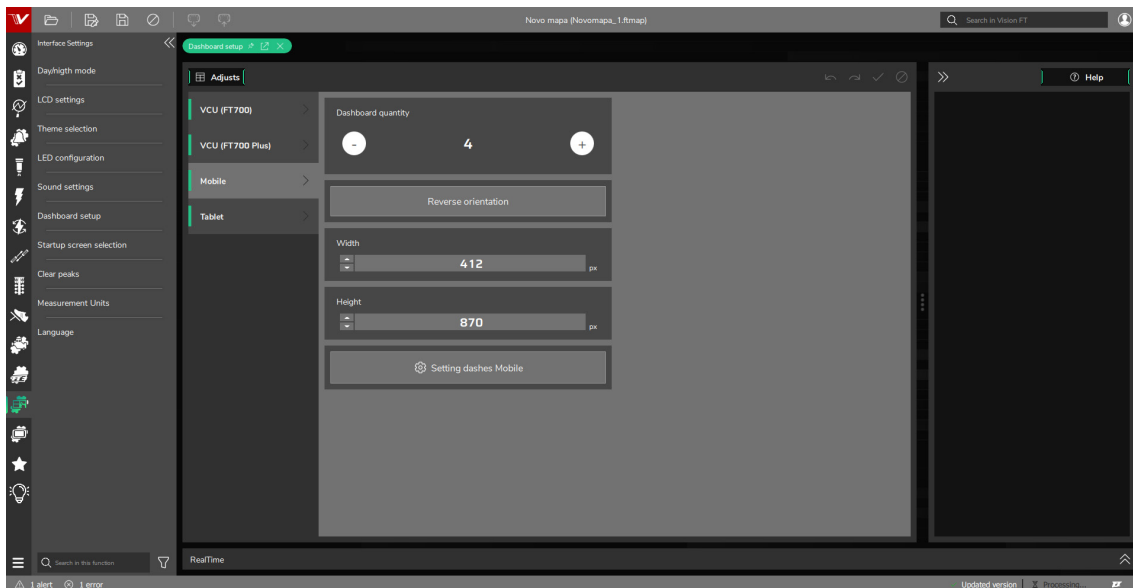 Novo mapa (Novomapa_1.ftmap)
Search in Vision FT
Interface Settings
Day/nigth mode
LCD settings
Theme selection
LED configuration
Sound settings
Dashboard setup
Startup screen selection
Clear peaks
Measurement Units
Language
Search in this function
Dashboard setup
Adjusts
VCU (FT700)
VCU (FT700 Plus)
Mobile
Tablet
Dashboard quantity
- 4 +
Reverse orientation
Width
412 px
Height
870 px
Setting dashes Mobile
Help
RealTime
1 alert 1 error
Updated version Processing...